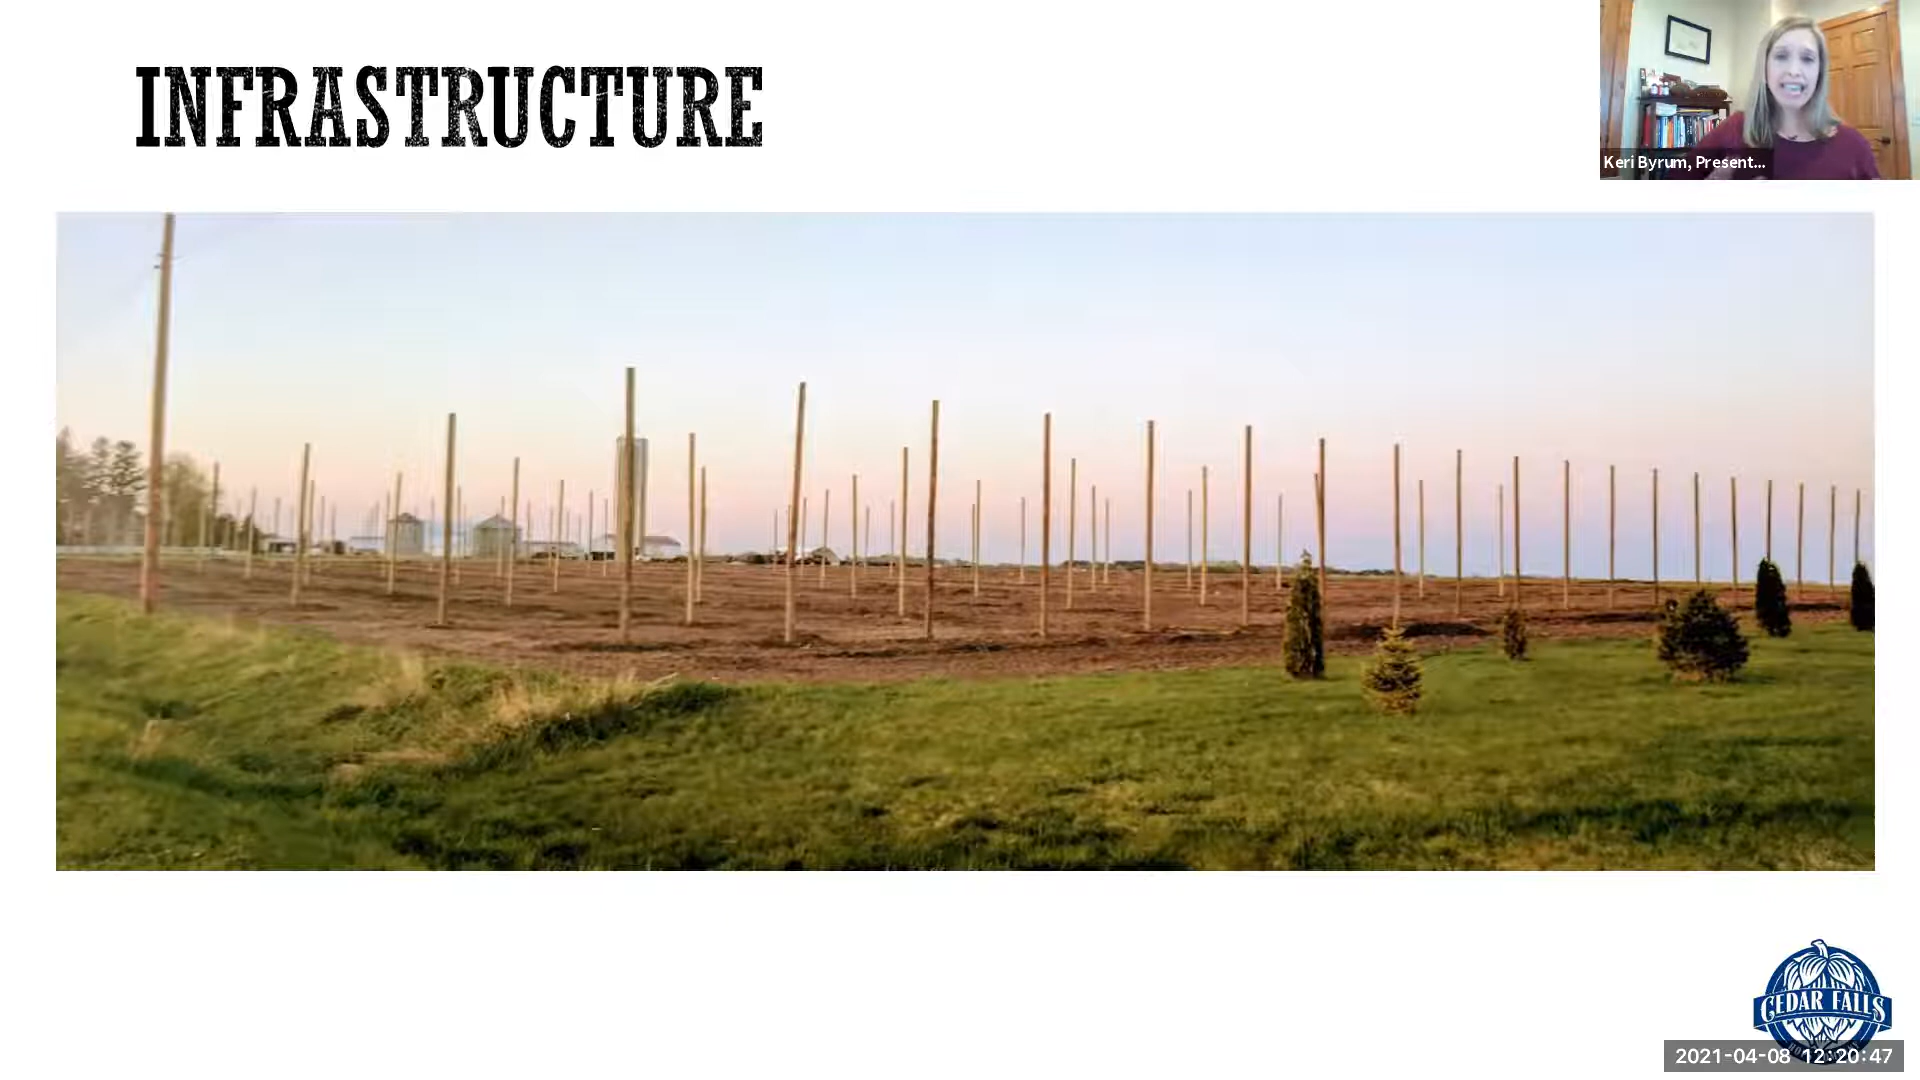 INFRASTRUCTURE
Keri Byrum, Present...
CEDAR FALLS
2021-04-08 12:20:47